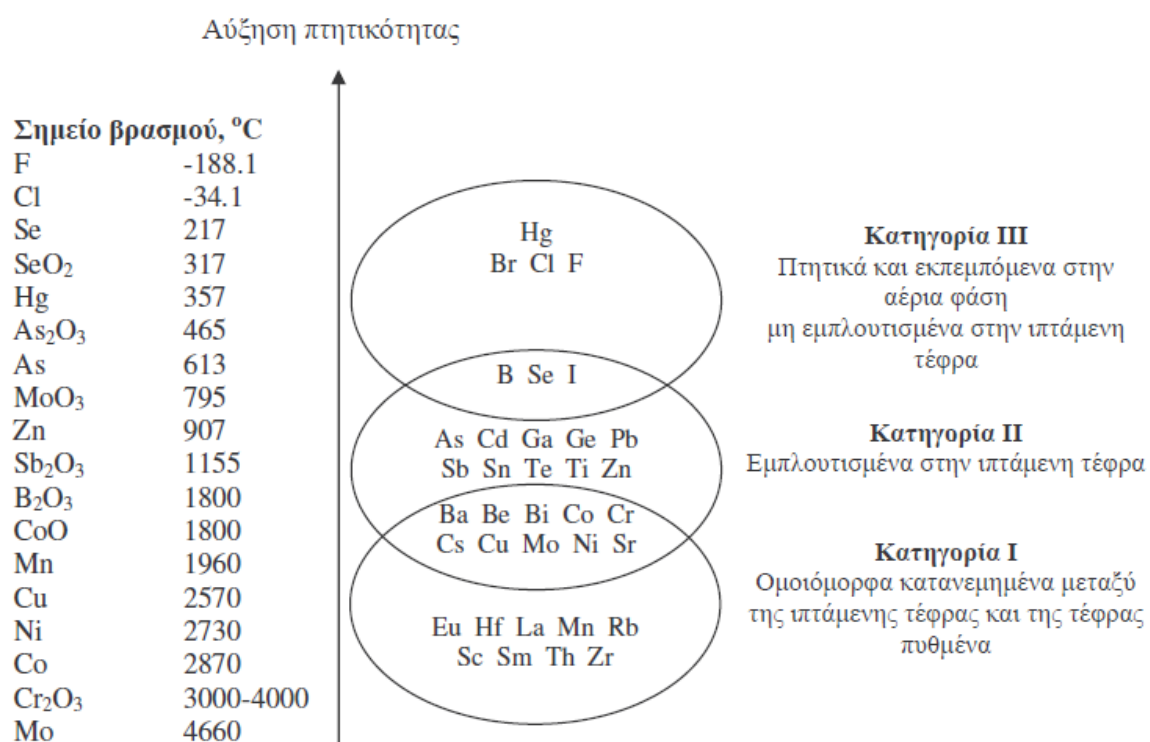 Αύξηση πτητικότητας
Σημείο βρασμού, °C
F -188.1
Cl -34.1
Se 217
SeO₂ 317
Hg 357
As₂O₃ 465
As 613
MoO₃ 795
Zn 907
Sb₂O₃ 1155
B₂O₃ 1800
CoO 1800
Mn 1960
Cu 2570
Ni 2730
Co 2870
Cr₂O₃ 3000-4000
Mo 4660
Hg
Br Cl F
B Se I
As Cd Ga Ge Pb
Sb Sn Te Ti Zn
Ba Be Bi Co Cr
Cs Cu Mo Ni Sr
Eu Hf La Mn Rb
Sc Sm Th Zr
Κατηγορία III
Πτητικά και εκπεμπόμενα στην
αέρια φάση
μη εμπλουτισμένα στην ιπτάμενη
τέφρα
Κατηγορία II
Εμπλουτισμένα στην ιπτάμενη τέφρα
Κατηγορία I
Ομοιόμορφα κατανεμημένα μεταξύ
της ιπτάμενης τέφρας και της τέφρας
πυθμένα